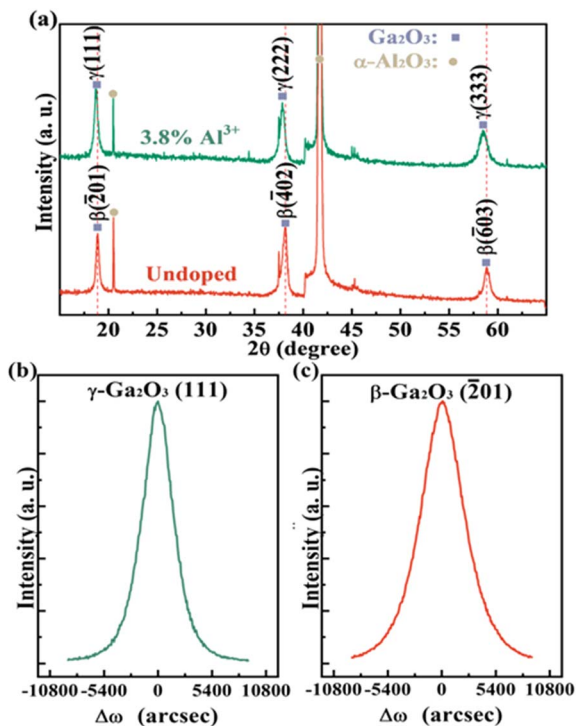 (a)
Ga₂O₃:
α-Al₂O₃:
γ(111)
γ(222)
γ(333)
3.8% Al³⁺
β(2̄01)
β(4̄02)
β(6̄03)
Undoped
Intensity (a. u.)
20 25 30 35 40 45 50 55 60
2θ (degree)
(b)
γ-Ga₂O₃ (111)
Intensity (a. u.)
-10800 -5400 0 5400 10800
Δω (arcsec)
(c)
β-Ga₂O₃ (2̄01)
Intensity (a. u.)
-10800 -5400 0 5400 10800
Δω (arcsec)